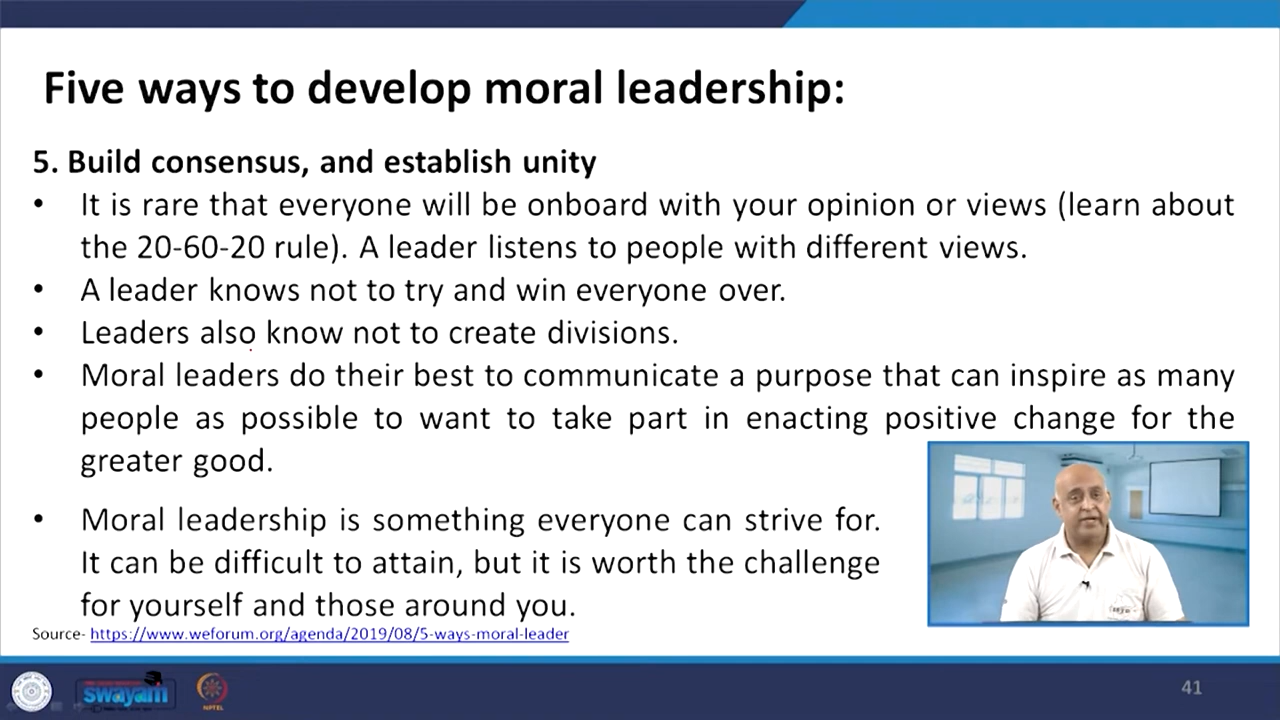 Five ways to develop moral leadership:
5. Build consensus, and establish unity
• It is rare that everyone will be onboard with your opinion or views (learn about
the 20-60-20 rule). A leader listens to people with different views.
• A leader knows not to try and win everyone over.
• Leaders also know not to create divisions.
• Moral leaders do their best to communicate a purpose that can inspire as many
people as possible to want to take part in enacting positive change for the
greater good.
• Moral leadership is something everyone can strive for.
It can be difficult to attain, but it is worth the challenge
for yourself and those around you.
Source- https://www.weforum.org/agenda/2019/08/5-ways-moral-leader
swayam
NPTEL
41